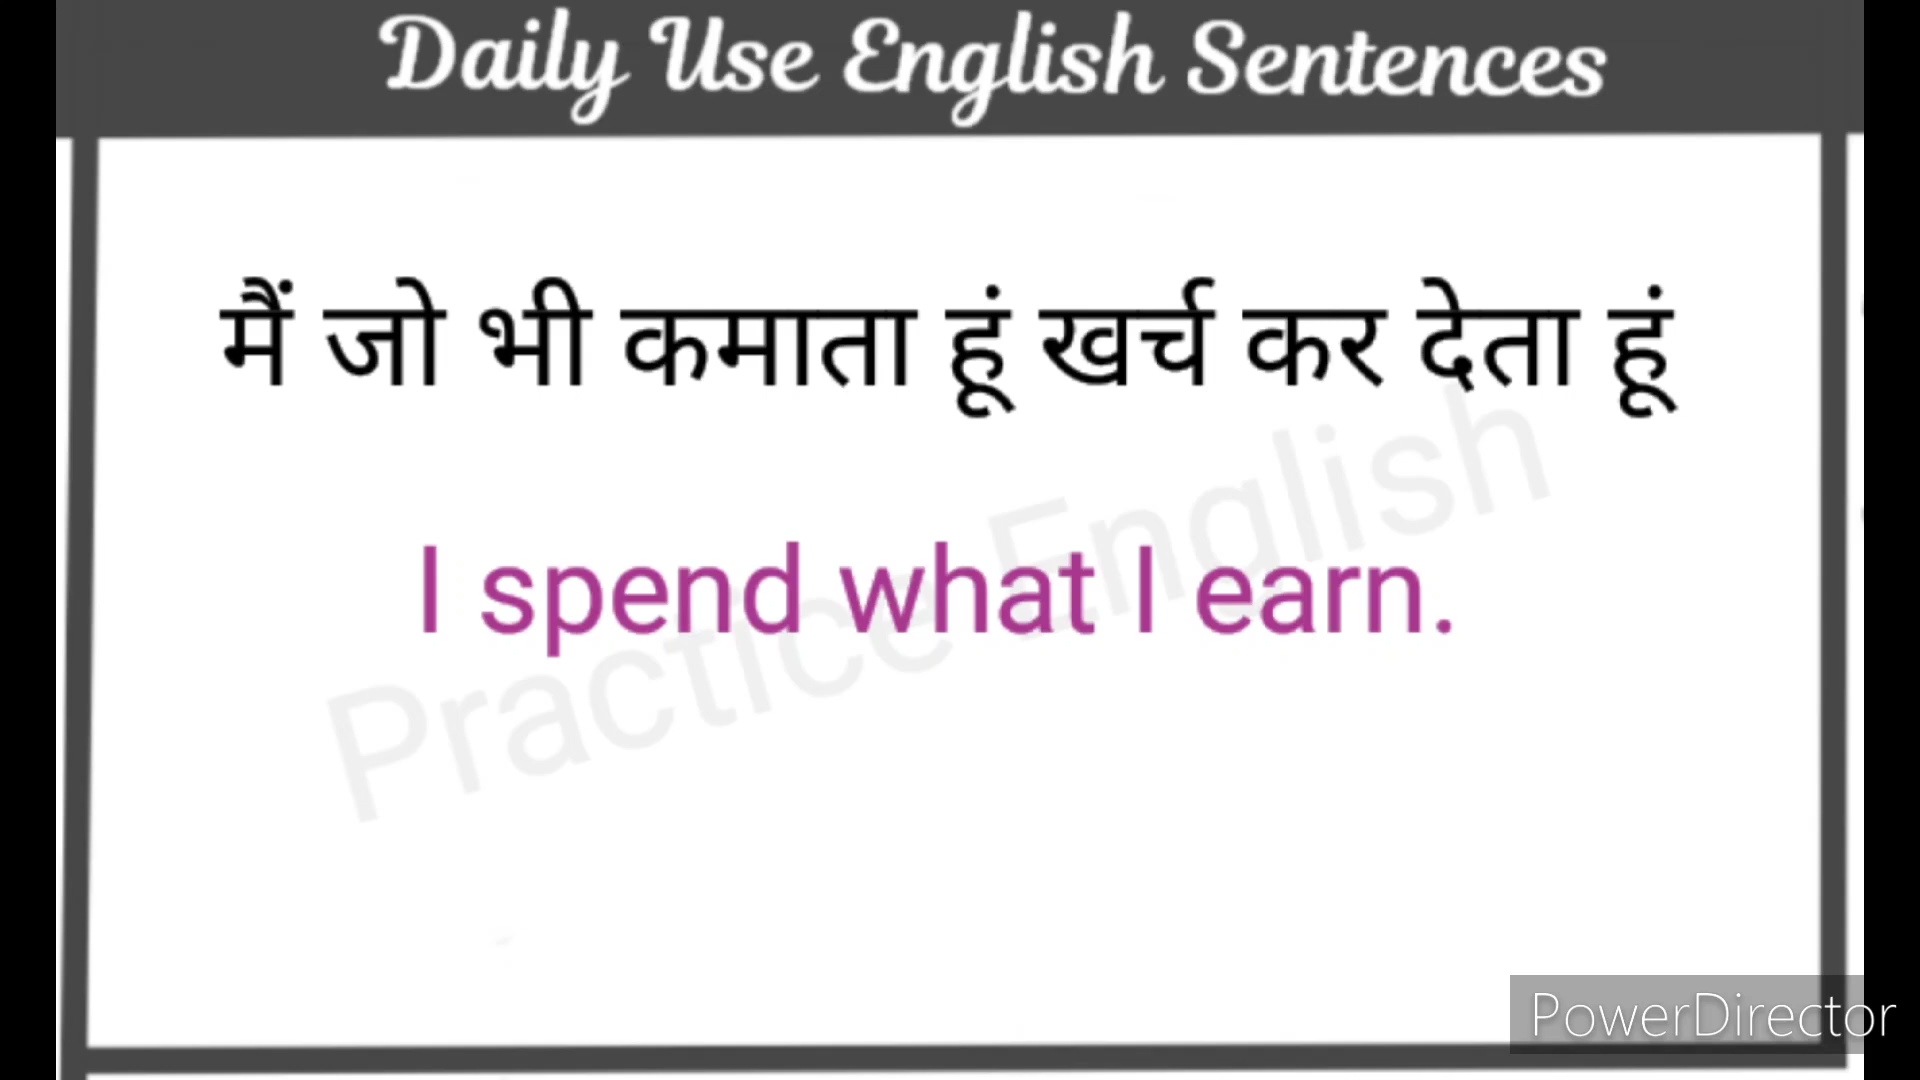 Daily Use English Sentences
मैं जो भी कमाता हूं खर्च कर देता हूं
I spend what I earn.
Practice English
PowerDirector